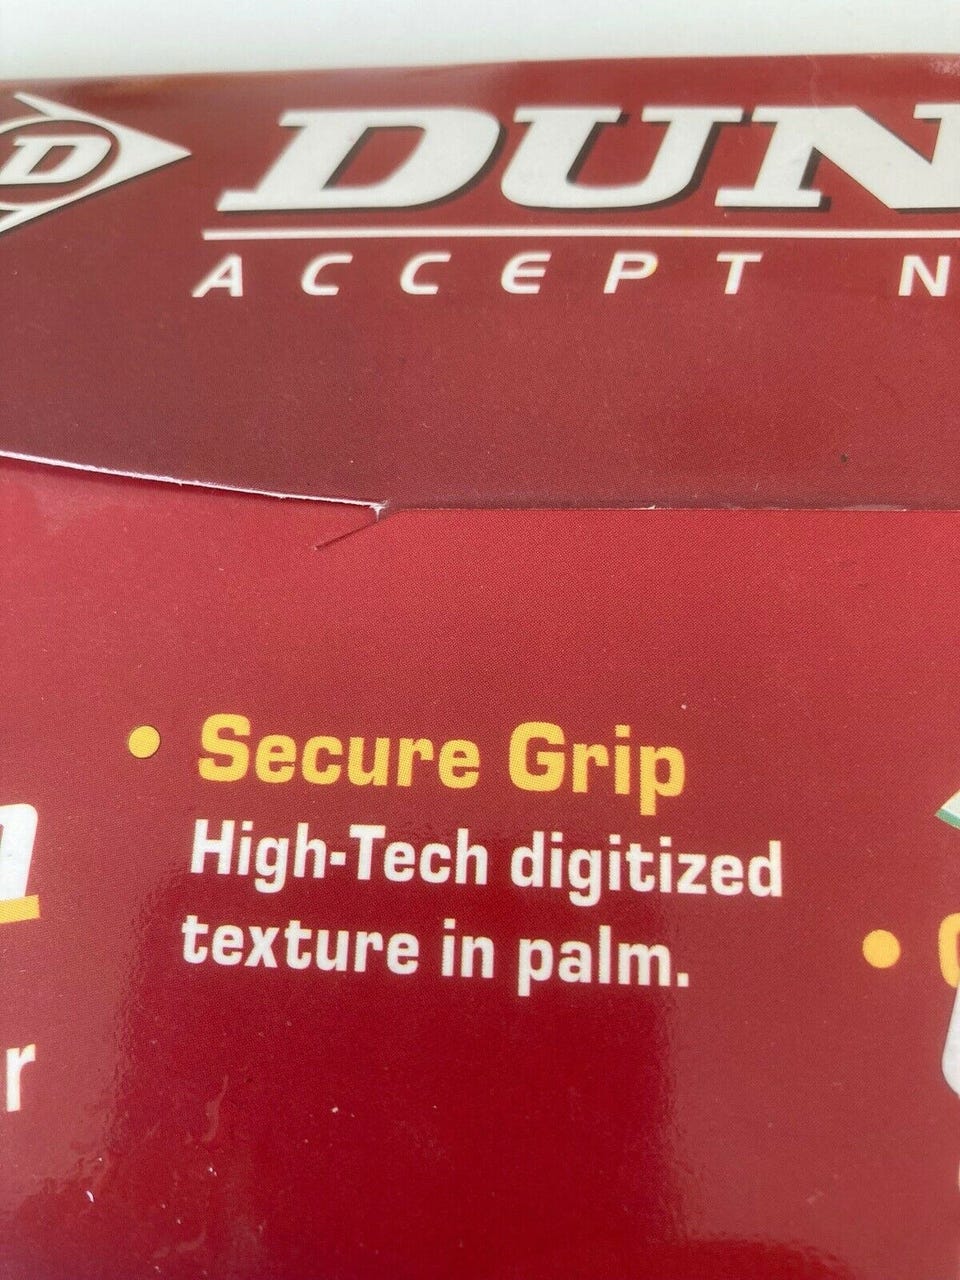 D DUN
ACCEPT N
• Secure Grip
High-Tech digitized
texture in palm.
r